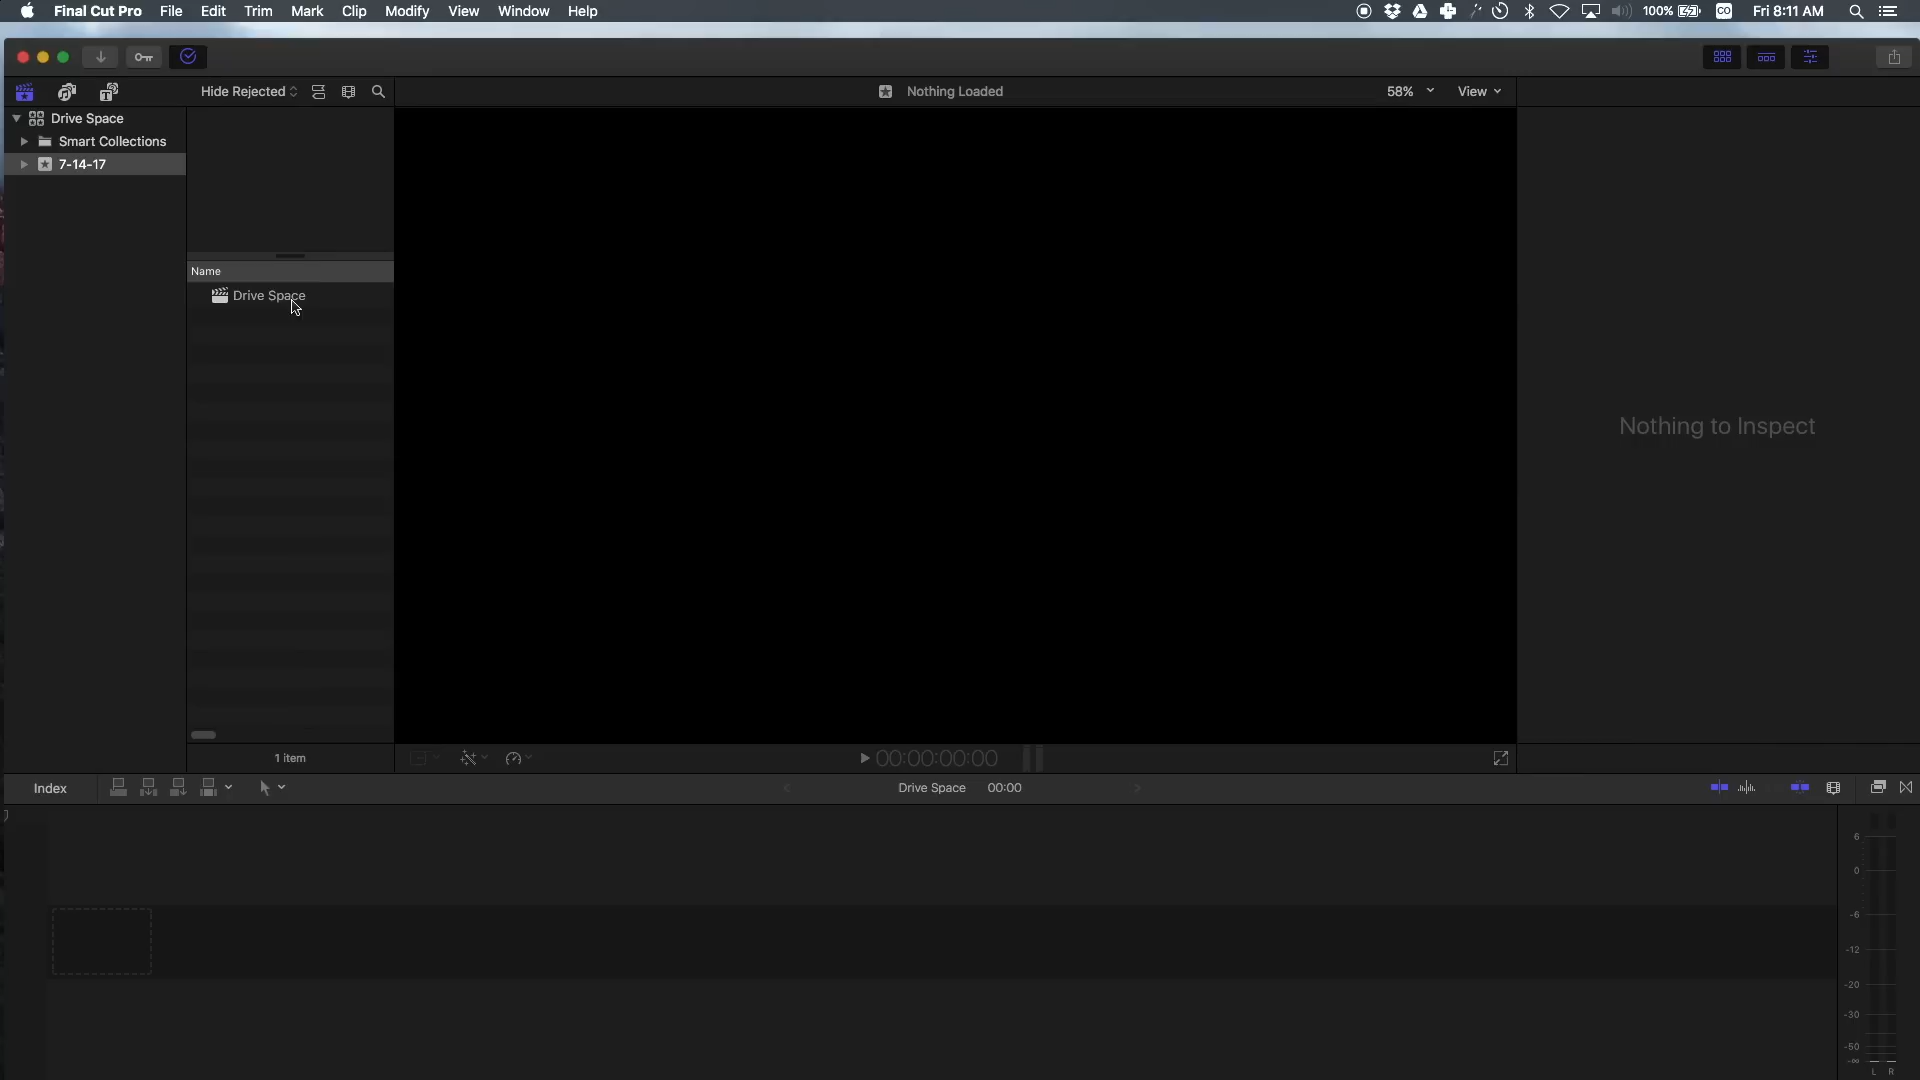 Final Cut Pro File Edit Trim Mark Clip Modify View Window Help 100% CO Fri 8:11 AM
Hide Rejected Nothing Loaded 58% View
Drive Space
Smart Collections
7-14-17
Name
Drive Space
Nothing to Inspect
1 item 00:00:00:00
Index Drive Space 00:00
6
0
-6
-12
-20
-30
-50
-∞
L R